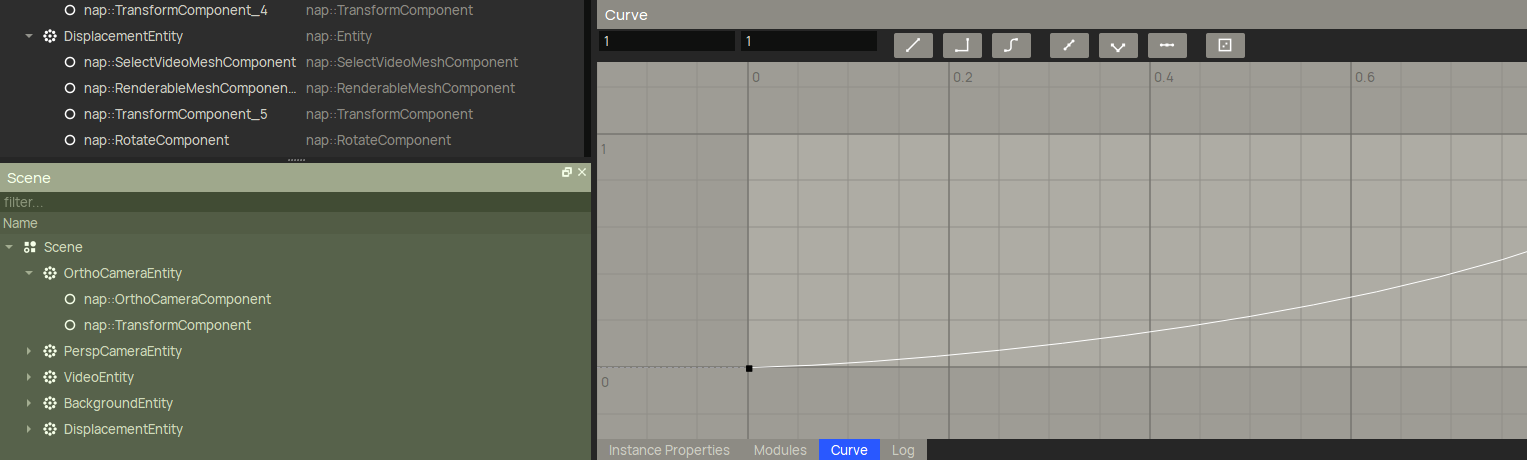 nap::TransformComponent_4 nap::TransformComponent
DisplacementEntity nap::Entity
nap::SelectVideoMeshComponent nap::SelectVideoMeshComponent
nap::RenderableMeshComponen... nap::RenderableMeshComponent
nap::TransformComponent_5 nap::TransformComponent
nap::RotateComponent nap::RotateComponent
Scene
filter...
Name
Scene
OrthoCameraEntity
nap::OrthoCameraComponent
nap::TransformComponent
PerspCameraEntity
VideoEntity
BackgroundEntity
DisplacementEntity
Curve
1 1
0 0.2 0.4 0.6
1
0
Instance Properties Modules Curve Log